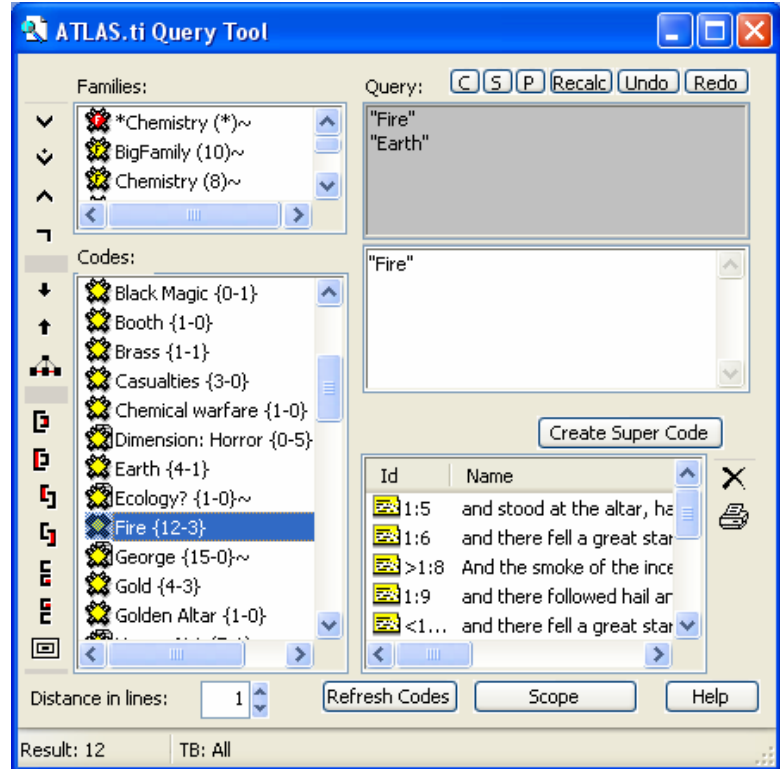 ATLAS.ti Query Tool
Families:
*Chemistry (*)~
BigFamily (10)~
Chemistry (8)~
Query: C S P Recalc Undo Redo
"Fire"
"Earth"
"Fire"
Codes:
Black Magic {0-1}
Booth {1-0}
Brass {1-1}
Casualties {3-0}
Chemical warfare {1-0}
Dimension: Horror {0-5}
Earth {4-1}
Ecology? {1-0}~
Fire {12-3}
George {15-0}~
Gold {4-3}
Golden Altar {1-0}
Create Super Code
Id Name
1:5 and stood at the altar, ha
1:6 and there fell a great star
>1:8 And the smoke of the ince
1:9 and there followed hail ar
<1... and there fell a great star
Distance in lines: 1 Refresh Codes Scope Help
Result: 12 TB: All